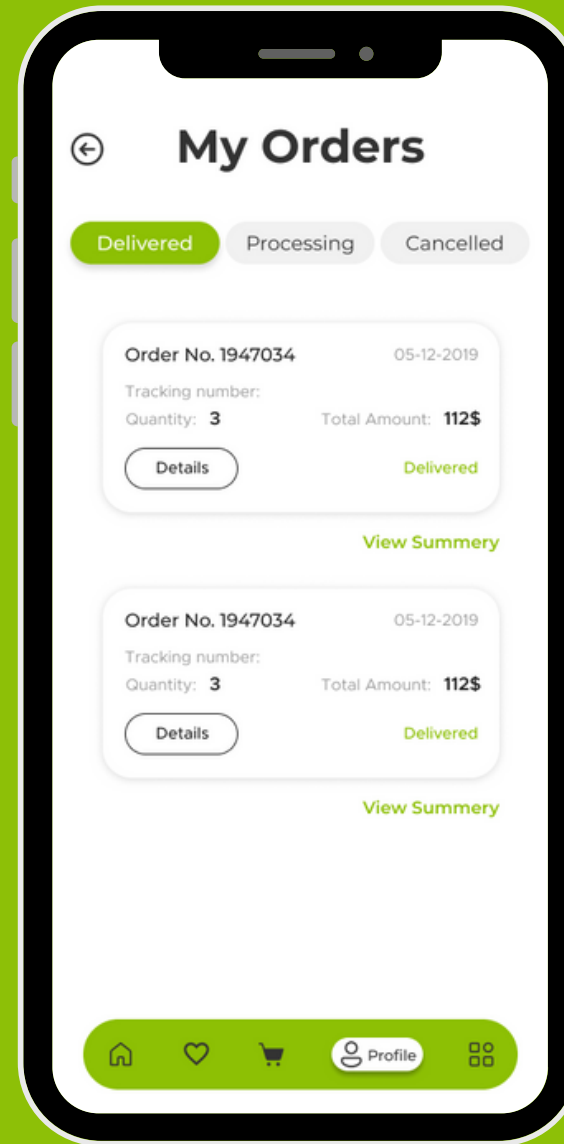 My Orders
Delivered Processing Cancelled
Order No. 1947034 05-12-2019
Tracking number:
Quantity: 3 Total Amount: 112$
Details Delivered
View Summery
Order No. 1947034 05-12-2019
Tracking number:
Quantity: 3 Total Amount: 112$
Details Delivered
View Summery
Profile